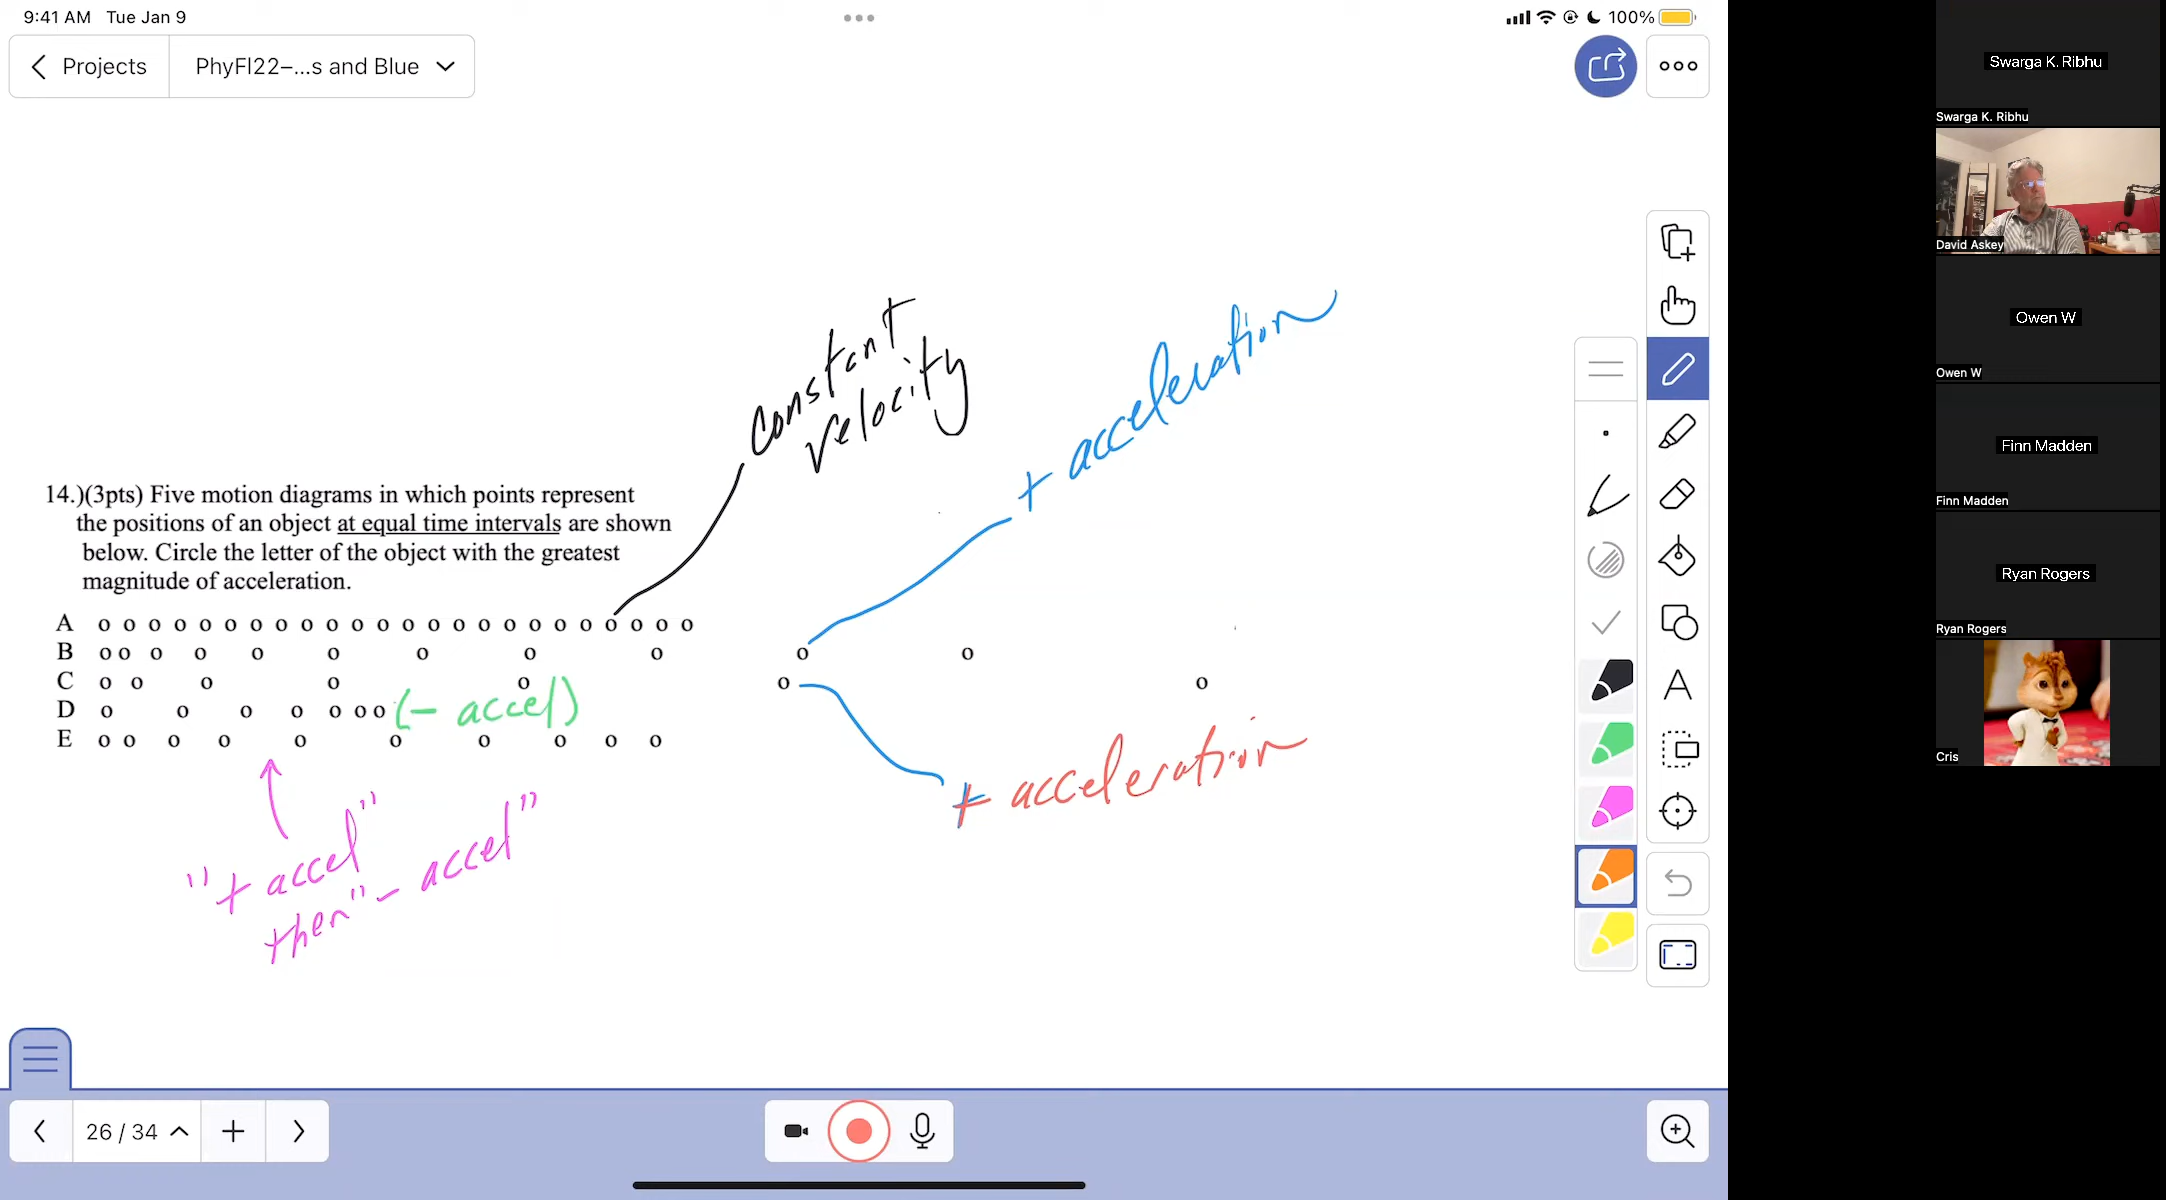 9:41 AM Tue Jan 9
100%
Projects
PhyFl22–...s and Blue
constant
velocity
+ acceleration
14.)(3pts) Five motion diagrams in which points represent
the positions of an object at equal time intervals are shown
below. Circle the letter of the object with the greatest
magnitude of acceleration.
A o o o o o o o o o o o o o o o o o o o o o o o o
B o o o o o o o o o o o
C o o o o o o o
D o o o o o o o (- accel)
E o o o o o o o o o o
+ acceleration
"+ accel"
then "- accel"
A
26 / 34
Swarga K. Ribhu
Swarga K. Ribhu
David Askey
Owen W
Owen W
Finn Madden
Finn Madden
Ryan Rogers
Ryan Rogers
Cris